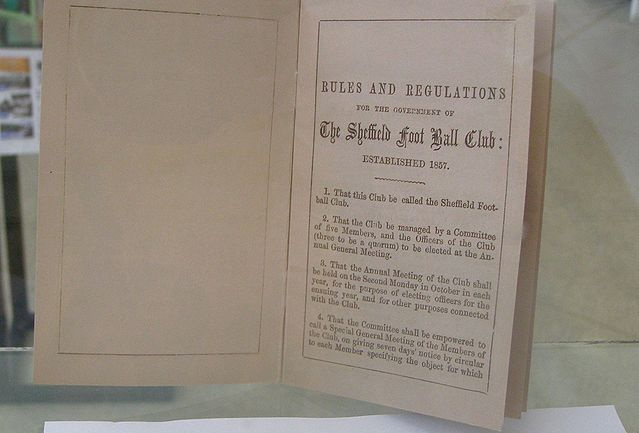 RULES AND REGULATIONS
FOR THE GOVERNMENT OF
The Sheffield Foot Ball Club:
ESTABLISHED 1857.
1. That this Club be called the Sheffield Foot-
ball Club.
2. That the Club be managed by a Committee
of five Members, and the Officers of the Club
(three to be a quorum) to be elected at the An-
nual General Meeting.
3. That the Annual Meeting of the Club shall
be held on the Second Monday in October in each
year, for the purpose of electing officers for the
ensuing year, and for other purposes connected
with the Club.
4. That the Committee shall be empowered to
call a Special General Meeting of the Members of
the Club, on giving seven days' notice by circular
to each Member specifying the object for which